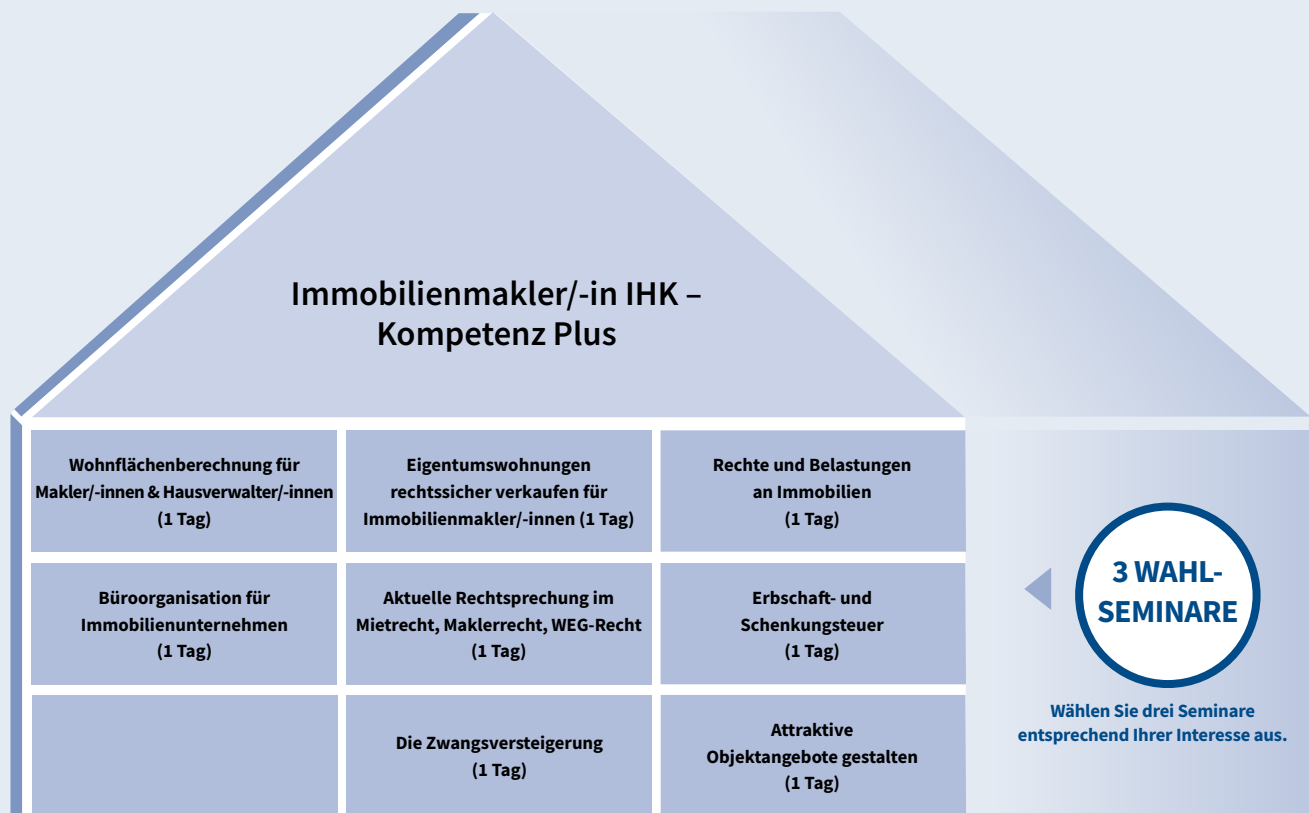 Immobilienmakler/-in IHK –
Kompetenz Plus
Wohnflächenberechnung für
Makler/-innen & Hausverwalter/-innen
(1 Tag)
Eigentumswohnungen
rechtssicher verkaufen für
Immobilienmakler/-innen (1 Tag)
Rechte und Belastungen
an Immobilien
(1 Tag)
Büroorganisation für
Immobilienunternehmen
(1 Tag)
Aktuelle Rechtsprechung im
Mietrecht, Maklerrecht, WEG-Recht
(1 Tag)
Erbschaft- und
Schenkungsteuer
(1 Tag)
Die Zwangsversteigerung
(1 Tag)
Attraktive
Objektangebote gestalten
(1 Tag)
3 WAHL-
SEMINARE
Wählen Sie drei Seminare
entsprechend Ihrer Interesse aus.